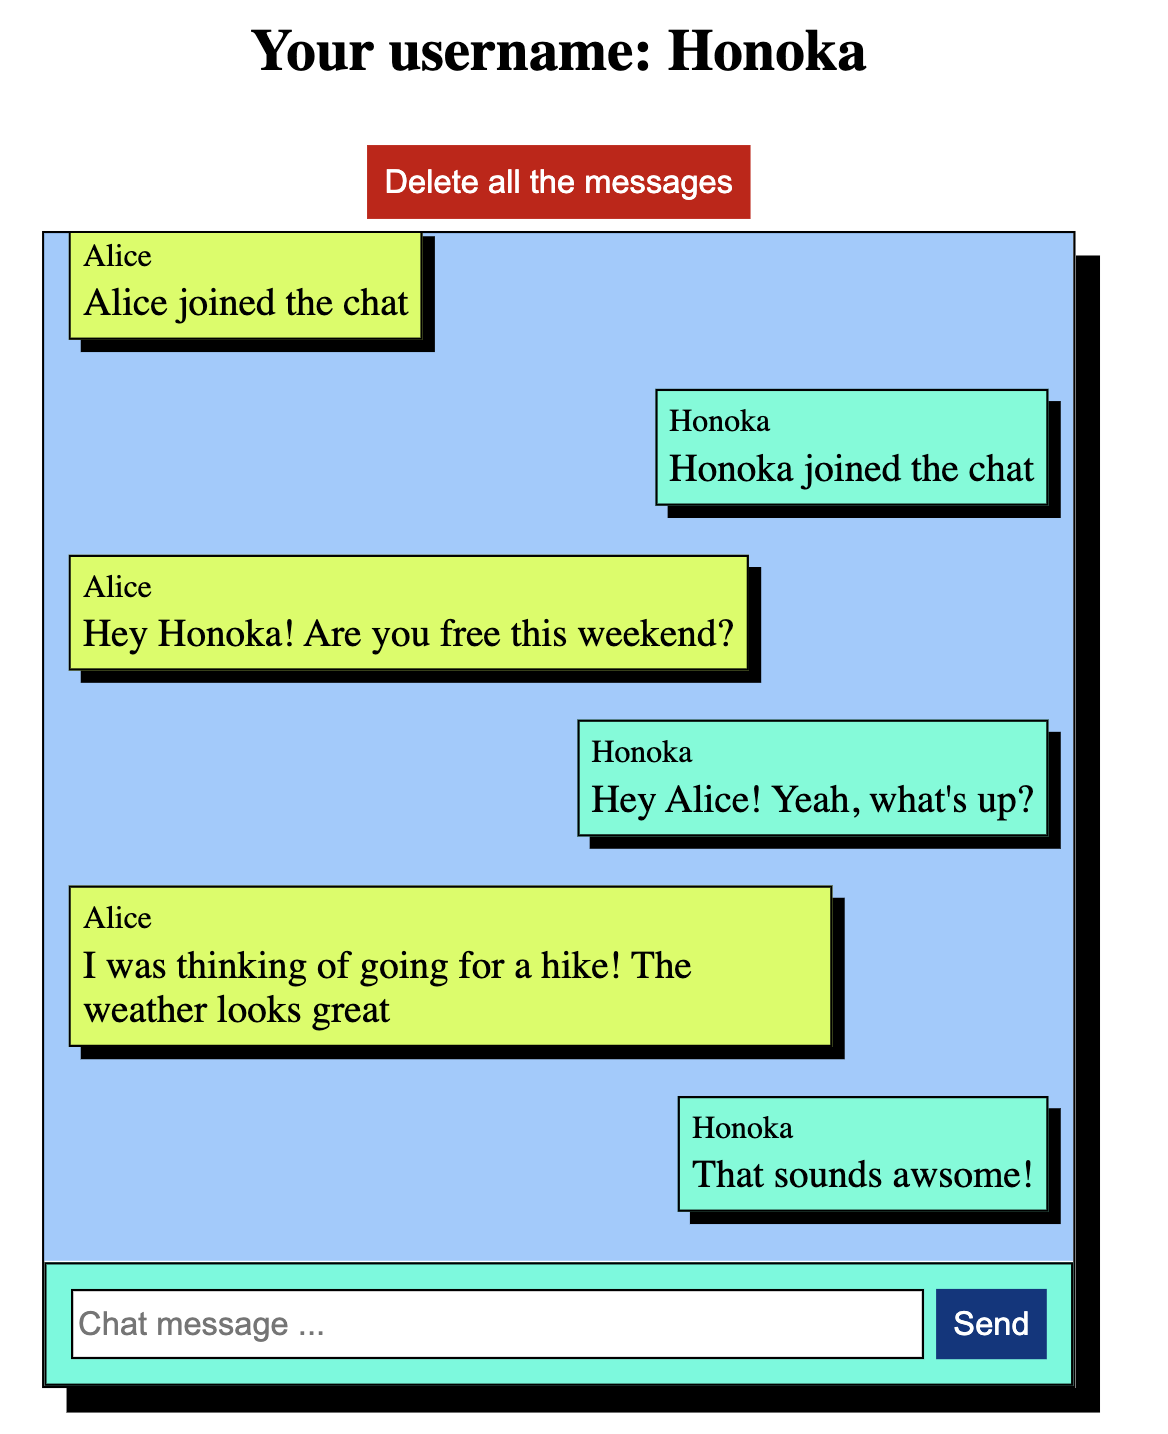 Your username: Honoka
Delete all the messages
Alice
Alice joined the chat
Honoka
Honoka joined the chat
Alice
Hey Honoka! Are you free this weekend?
Honoka
Hey Alice! Yeah, what's up?
Alice
I was thinking of going for a hike! The
weather looks great
Honoka
That sounds awsome!
Chat message ...
Send